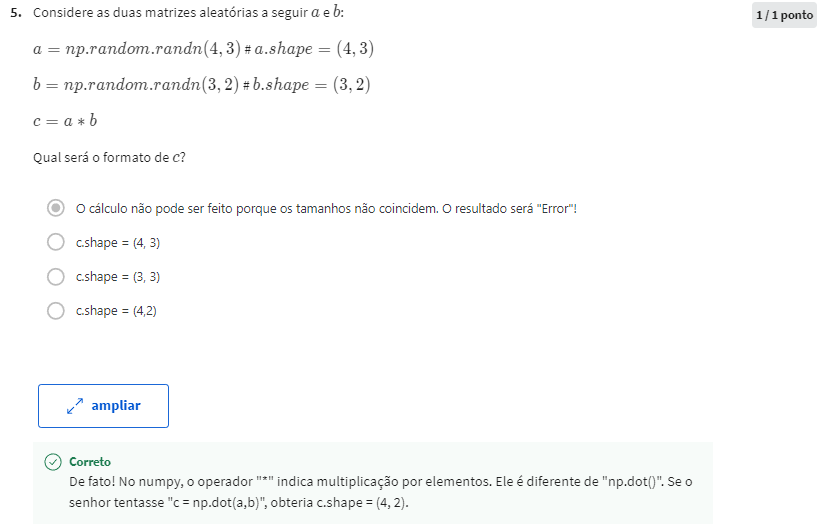 5. Considere as duas matrizes aleatórias a seguir a e b:
1 / 1 ponto
a = np.random.randn(4, 3) # a.shape = (4, 3)
b = np.random.randn(3, 2) # b.shape = (3, 2)
c = a * b
Qual será o formato de c?
O cálculo não pode ser feito porque os tamanhos não coincidem. O resultado será "Error"!
c.shape = (4, 3)
c.shape = (3, 3)
c.shape = (4,2)
ampliar
Correto
De fato! No numpy, o operador "*" indica multiplicação por elementos. Ele é diferente de "np.dot()". Se o
senhor tentasse "c = np.dot(a,b)", obteria c.shape = (4, 2).